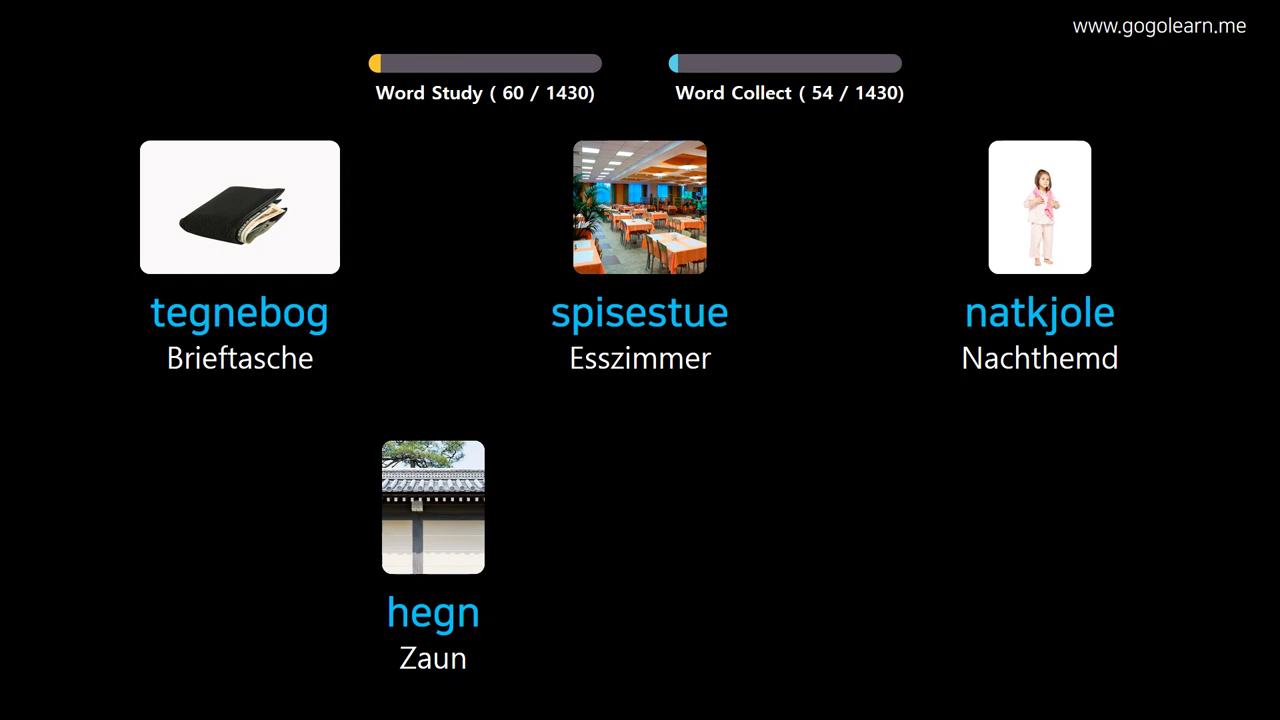 www.gogolearn.me
Word Study ( 60 / 1430)
Word Collect ( 54 / 1430)
tegnebog
Brieftasche
spisestue
Esszimmer
natkjole
Nachthemd
hegn
Zaun